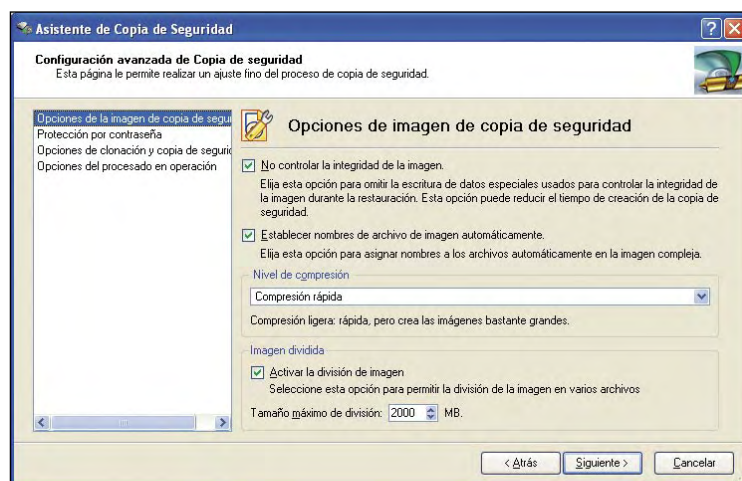 Asistente de Copia de Seguridad
Configuración avanzada de Copia de seguridad
Esta página le permite realizar un ajuste fino del proceso de copia de seguridad.
Opciones de la imagen de copia de segu
Protección por contraseña
Opciones de clonación y copia de segurid
Opciones del procesado en operación
Opciones de imagen de copia de seguridad
No controlar la integridad de la imagen.
Elija esta opción para omitir la escritura de datos especiales usados para controlar la integridad de
la imagen durante la restauración. Esta opción puede reducir el tiempo de creación de la copia de
seguridad.
Establecer nombres de archivo de imagen automáticamente.
Elija esta opción para asignar nombres a los archivos automáticamente en la imagen compleja.
Nivel de compresión
Compresión rápida
Compresión ligera: rápida, pero crea las imágenes bastante grandes.
Imagen dividida
Activar la división de imagen
Seleccione esta opción para permitir la división de la imagen en varios archivos
Tamaño máximo de división: 2000 MB.
< Atrás Siguiente > Cancelar